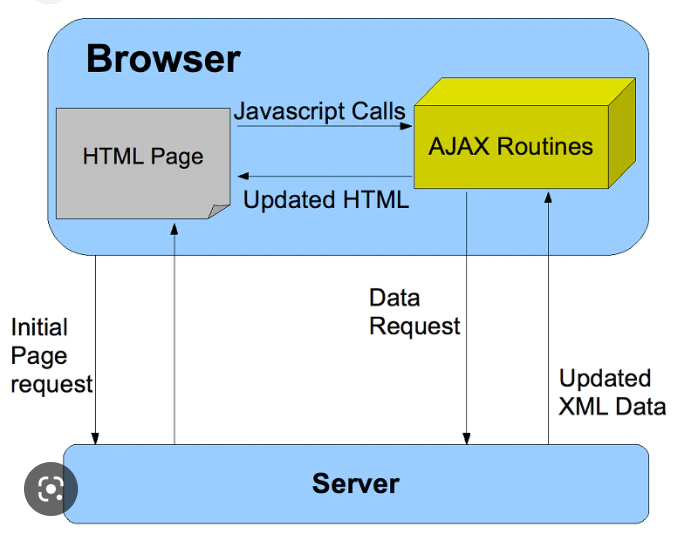 Browser
Javascript Calls
HTML Page
AJAX Routines
Updated HTML
Data
Request
Initial
Page
request
Updated
XML Data
Server